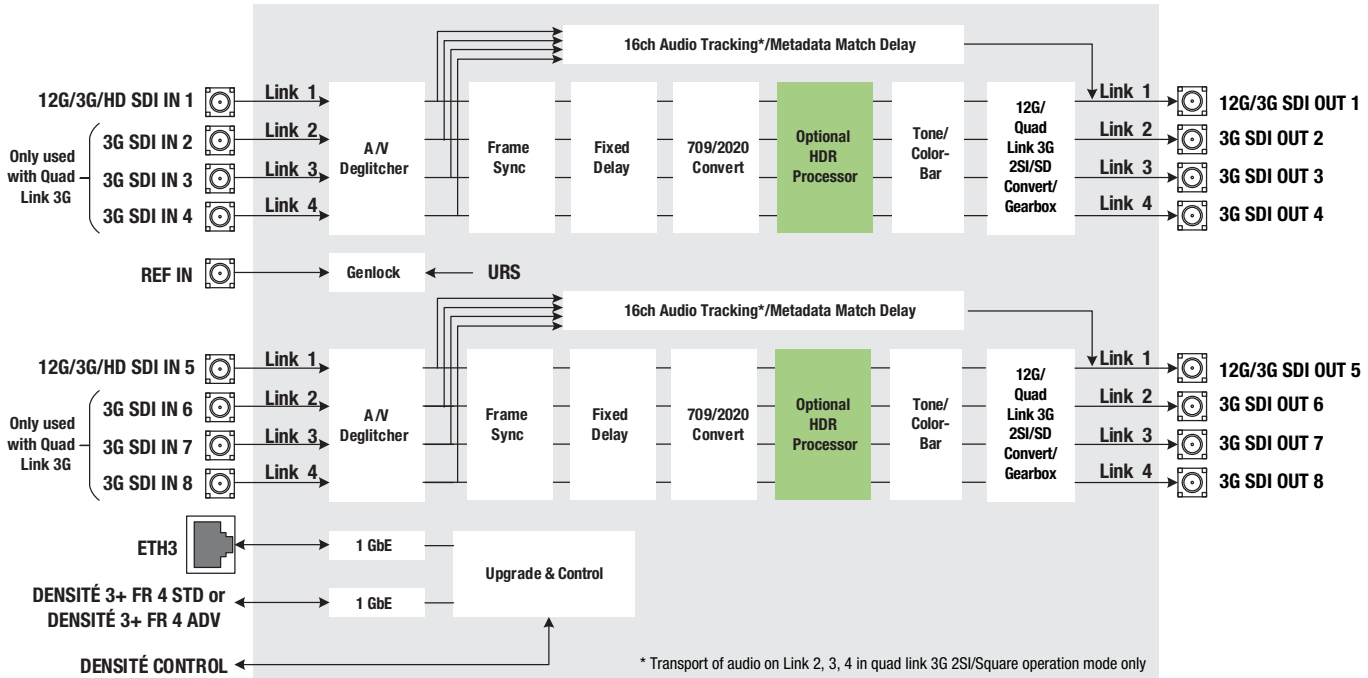 16ch Audio Tracking*/Metadata Match Delay
12G/3G/HD SDI IN 1
Link 1
Link 1
12G/3G SDI OUT 1
Only used
with Quad
Link 3G
3G SDI IN 2
Link 2
Link 2
3G SDI OUT 2
3G SDI IN 3
Link 3
Link 3
3G SDI OUT 3
3G SDI IN 4
Link 4
Link 4
3G SDI OUT 4
A/V
Deglitcher
Frame
Sync
Fixed
Delay
709/2020
Convert
Optional
HDR
Processor
Tone/
Color-
Bar
12G/
Quad
Link 3G
2SI/SD
Convert/
Gearbox
REF IN
Genlock
URS
16ch Audio Tracking*/Metadata Match Delay
12G/3G/HD SDI IN 5
Link 1
Link 1
12G/3G SDI OUT 5
Only used
with Quad
Link 3G
3G SDI IN 6
Link 2
Link 2
3G SDI OUT 6
3G SDI IN 7
Link 3
Link 3
3G SDI OUT 7
3G SDI IN 8
Link 4
Link 4
3G SDI OUT 8
A/V
Deglitcher
Frame
Sync
Fixed
Delay
709/2020
Convert
Optional
HDR
Processor
Tone/
Color-
Bar
12G/
Quad
Link 3G
2SI/SD
Convert/
Gearbox
ETH3
1 GbE
Upgrade & Control
DENSITÉ 3+ FR 4 STD or
DENSITÉ 3+ FR 4 ADV
1 GbE
DENSITÉ CONTROL
* Transport of audio on Link 2, 3, 4 in quad link 3G 2SI/Square operation mode only